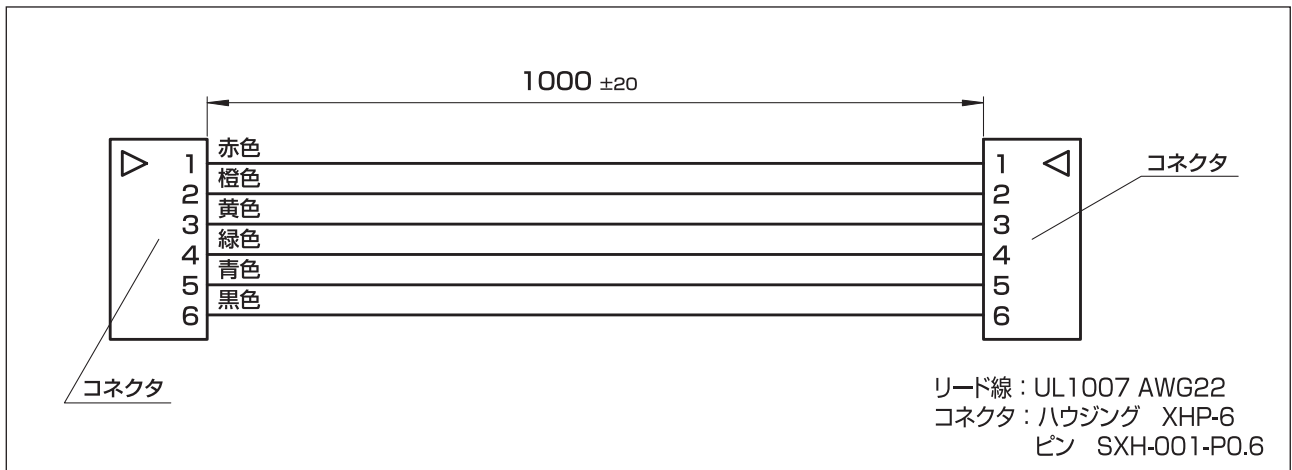 1000 ±20
赤色
1 1
橙色
2 2
黄色
3 3
緑色
4 4
青色
5 5
黒色
6 6
コネクタ
コネクタ
リード線：UL1007 AWG22
コネクタ：ハウジング　XHP-6
ピン　SXH-001-P0.6